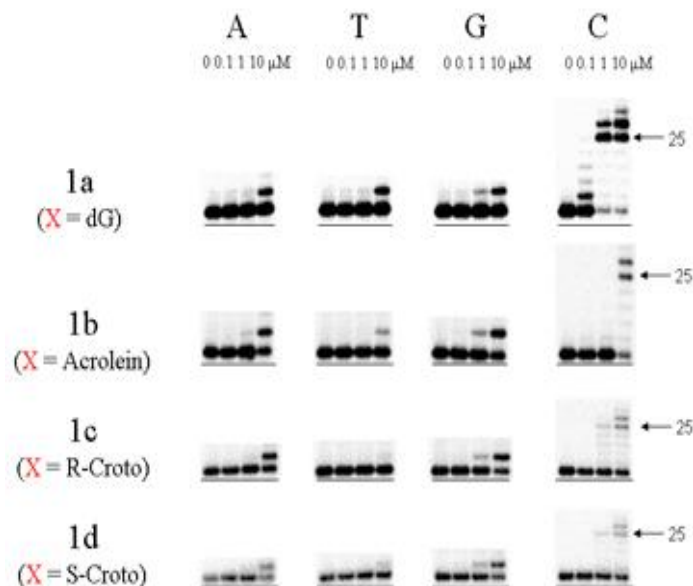 A T G C
0 0.1 1 10 µM 0 0.1 1 10 µM 0 0.1 1 10 µM 0 0.1 1 10 µM
25
1a
(X = dG)
25
1b
(X = Acrolein)
1c
25
(X = R-Croto)
1d
25
(X = S-Croto)